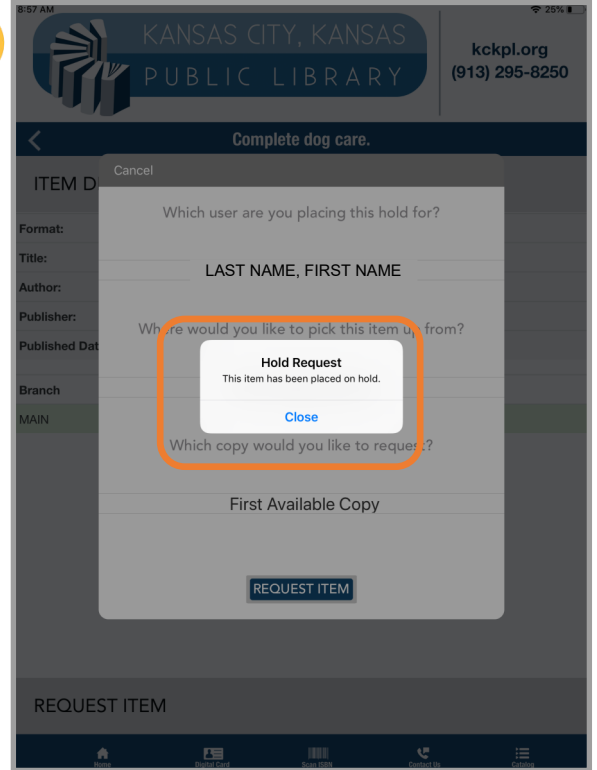 8:57 AM
25%
KANSAS CITY, KANSAS
PUBLIC LIBRARY
kckpl.org
(913) 295-8250
Complete dog care.
ITEM D
Cancel
Which user are you placing this hold for?
Format:
Title:
LAST NAME, FIRST NAME
Author:
Publisher:
Where would you like to pick this item up from?
Published Dat
Hold Request
This item has been placed on hold.
Branch
Close
MAIN
Which copy would you like to request?
First Available Copy
REQUEST ITEM
REQUEST ITEM
Home
Digital Card
Scan ISBN
Contact Us
Catalog